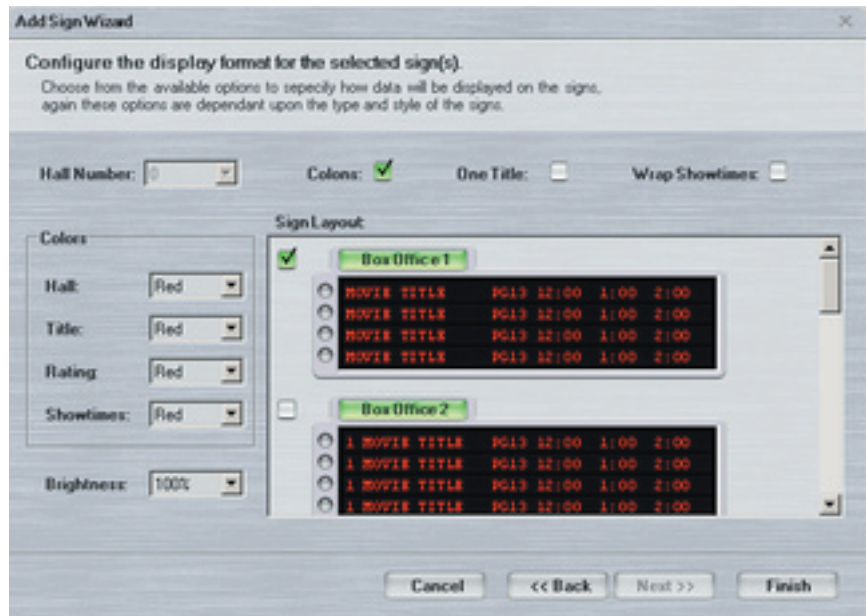 Add Sign Wizard
Configure the display format for the selected sign(s).
Choose from the available options to sepecify how data will be displayed on the signs,
again these options are dependant upon the type and style of the signs.
Hall Number: 0 Colons: One Title: Wrap Showtimes:
Sign Layout:
Colors
Hall: Red
Title: Red
Rating: Red
Showtimes: Red
Brightness: 100%
Box Office 1
MOVIE TITLE PG13 12:00 1:00 2:00
MOVIE TITLE PG13 12:00 1:00 2:00
MOVIE TITLE PG13 12:00 1:00 2:00
MOVIE TITLE PG13 12:00 1:00 2:00
Box Office 2
1 MOVIE TITLE PG13 12:00 1:00 2:00
1 MOVIE TITLE PG13 12:00 1:00 2:00
1 MOVIE TITLE PG13 12:00 1:00 2:00
1 MOVIE TITLE PG13 12:00 1:00 2:00
Cancel << Back Next >> Finish